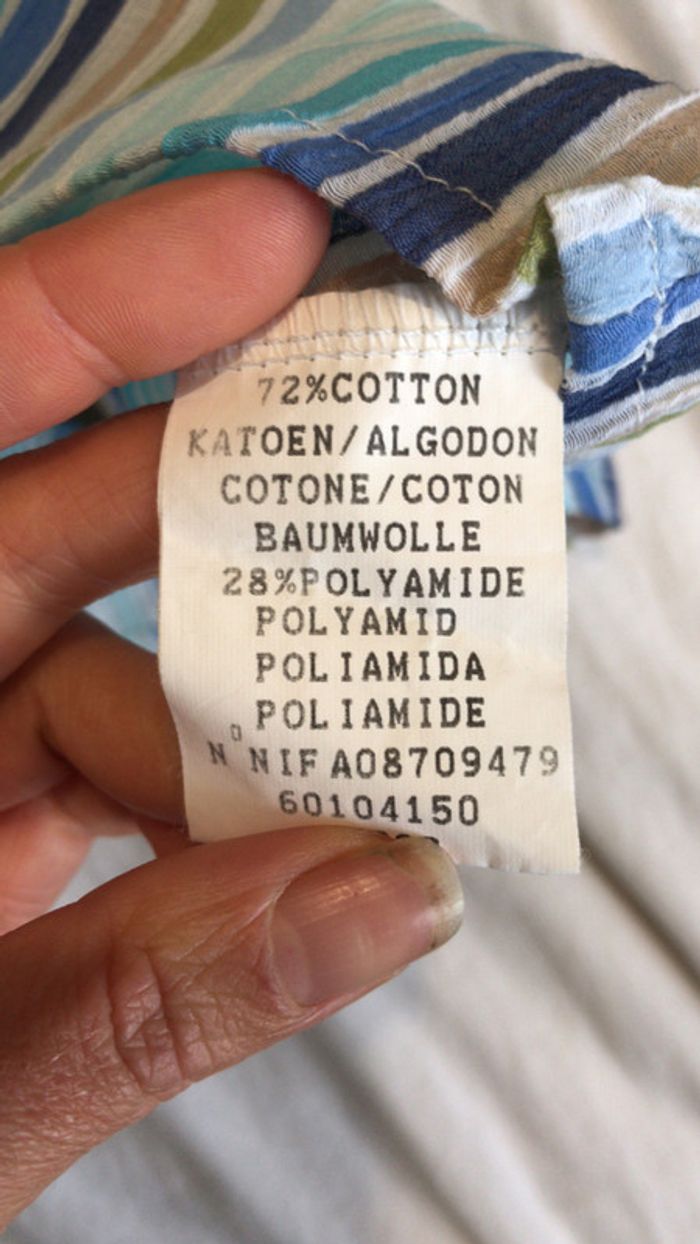 72%COTTON
KATOEN/ALGODON
COTONE/COTON
BAUMWOLLE
28%POLYAMIDE
POLYAMID
POLIAMIDA
POLIAMIDE
Nº NIF A08709479
60104150